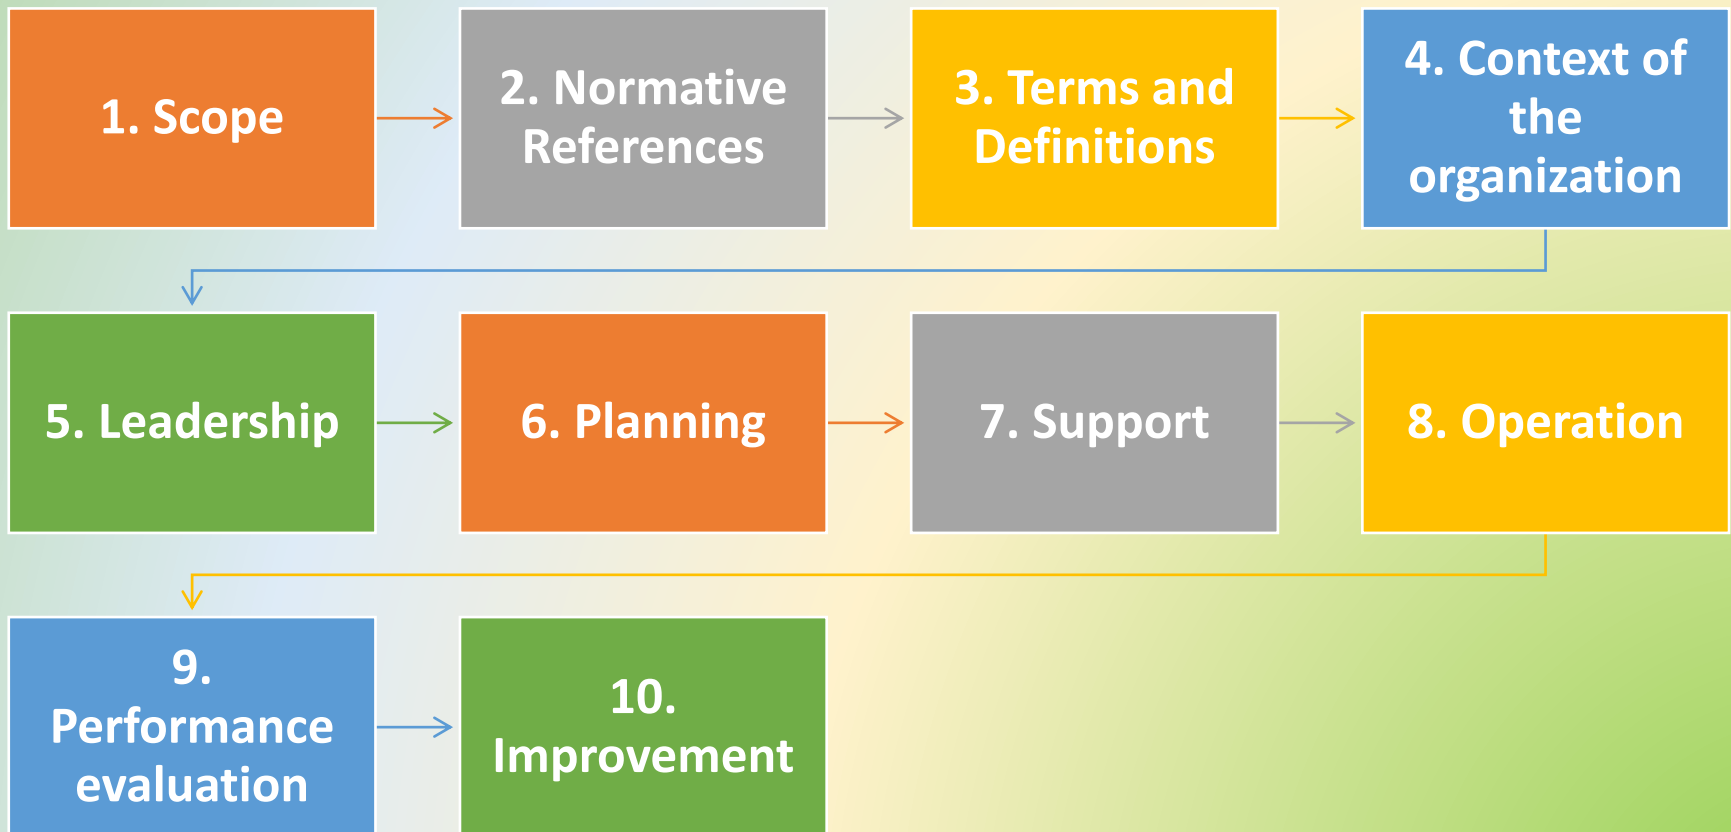 1. Scope
2. Normative
References
3. Terms and
Definitions
4. Context of
the
organization
5. Leadership
6. Planning
7. Support
8. Operation
9.
Performance
evaluation
10.
Improvement